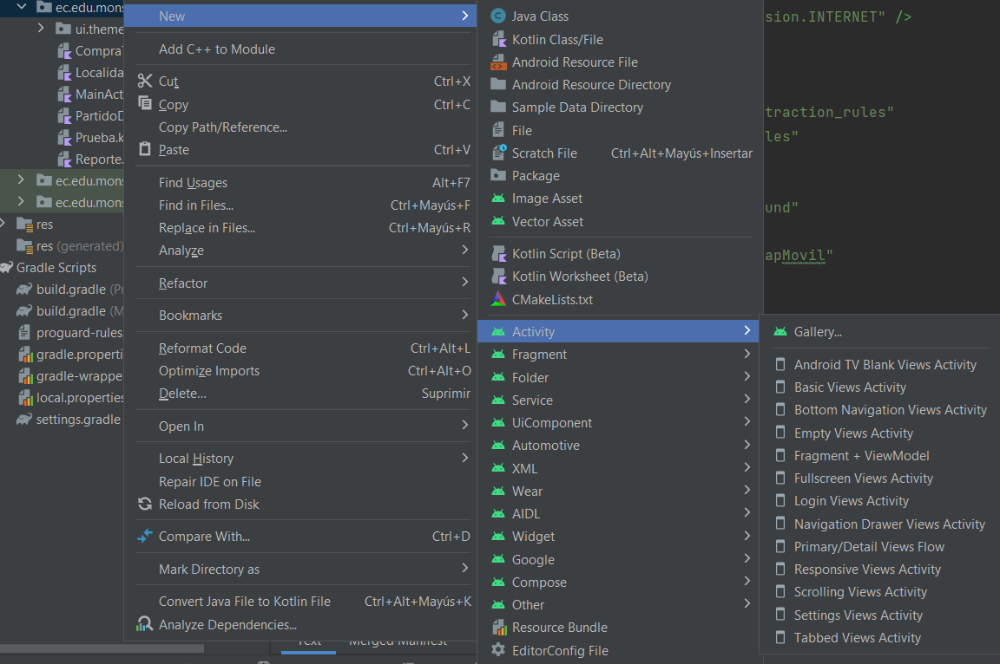 ec.edu.mons
ui.theme
Compra
Localida
MainAct
PartidoD
Prueba.k
Reporte.
ec.edu.mons
ec.edu.mons
res
res (generated)
Gradle Scripts
build.gradle (Pr
build.gradle (M
proguard-rules.
gradle.properti
gradle-wrappe
local.properties
settings.gradle
New
Add C++ to Module
Cut Ctrl+X
Copy Ctrl+C
Copy Path/Reference...
Paste Ctrl+V
Find Usages Alt+F7
Find in Files... Ctrl+Mayús+F
Replace in Files... Ctrl+Mayús+R
Analyze
Refactor
Bookmarks
Reformat Code Ctrl+Alt+L
Optimize Imports Ctrl+Alt+O
Delete... Suprimir
Open In
Local History
Repair IDE on File
Reload from Disk
Compare With... Ctrl+D
Mark Directory as
Convert Java File to Kotlin File Ctrl+Alt+Mayús+K
Analyze Dependencies...
Text Merged Manifest
Java Class
Kotlin Class/File
Android Resource File
Android Resource Directory
Sample Data Directory
File
Scratch File Ctrl+Alt+Mayús+Insertar
Package
Image Asset
Vector Asset
Kotlin Script (Beta)
Kotlin Worksheet (Beta)
CMakeLists.txt
Activity
Fragment
Folder
Service
UiComponent
Automotive
XML
Wear
AIDL
Widget
Google
Compose
Other
Resource Bundle
EditorConfig File
sion.INTERNET" />
traction_rules"
les"
und"
apMovil"
Gallery...
Android TV Blank Views Activity
Basic Views Activity
Bottom Navigation Views Activity
Empty Views Activity
Fragment + ViewModel
Fullscreen Views Activity
Login Views Activity
Navigation Drawer Views Activity
Primary/Detail Views Flow
Responsive Views Activity
Scrolling Views Activity
Settings Views Activity
Tabbed Views Activity